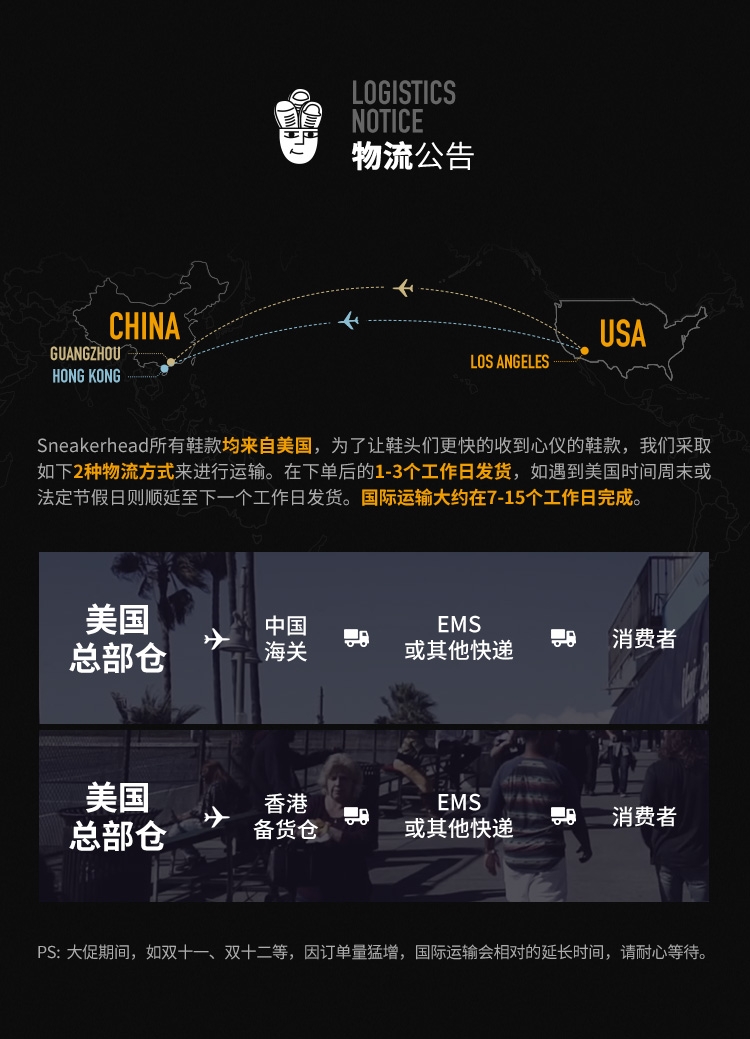 LOGISTICS
NOTICE
物流公告
CHINA
GUANGZHOU
HONG KONG
USA
LOS ANGELES
Sneakerhead所有鞋款均来自美国，为了让鞋头们更快的收到心仪的鞋款，我们采取
如下2种物流方式来进行运输。在下单后的1-3个工作日发货，如遇到美国时间周末或
法定节假日则顺延至下一个工作日发货。国际运输大约在7-15个工作日完成。
美国
总部仓
中国
海关
EMS
或其他快递
消费者
美国
总部仓
香港
备货仓
EMS
或其他快递
消费者
PS: 大促期间，如双十一、双十二等，因订单量猛增，国际运输会相对的延长时间，请耐心等待。